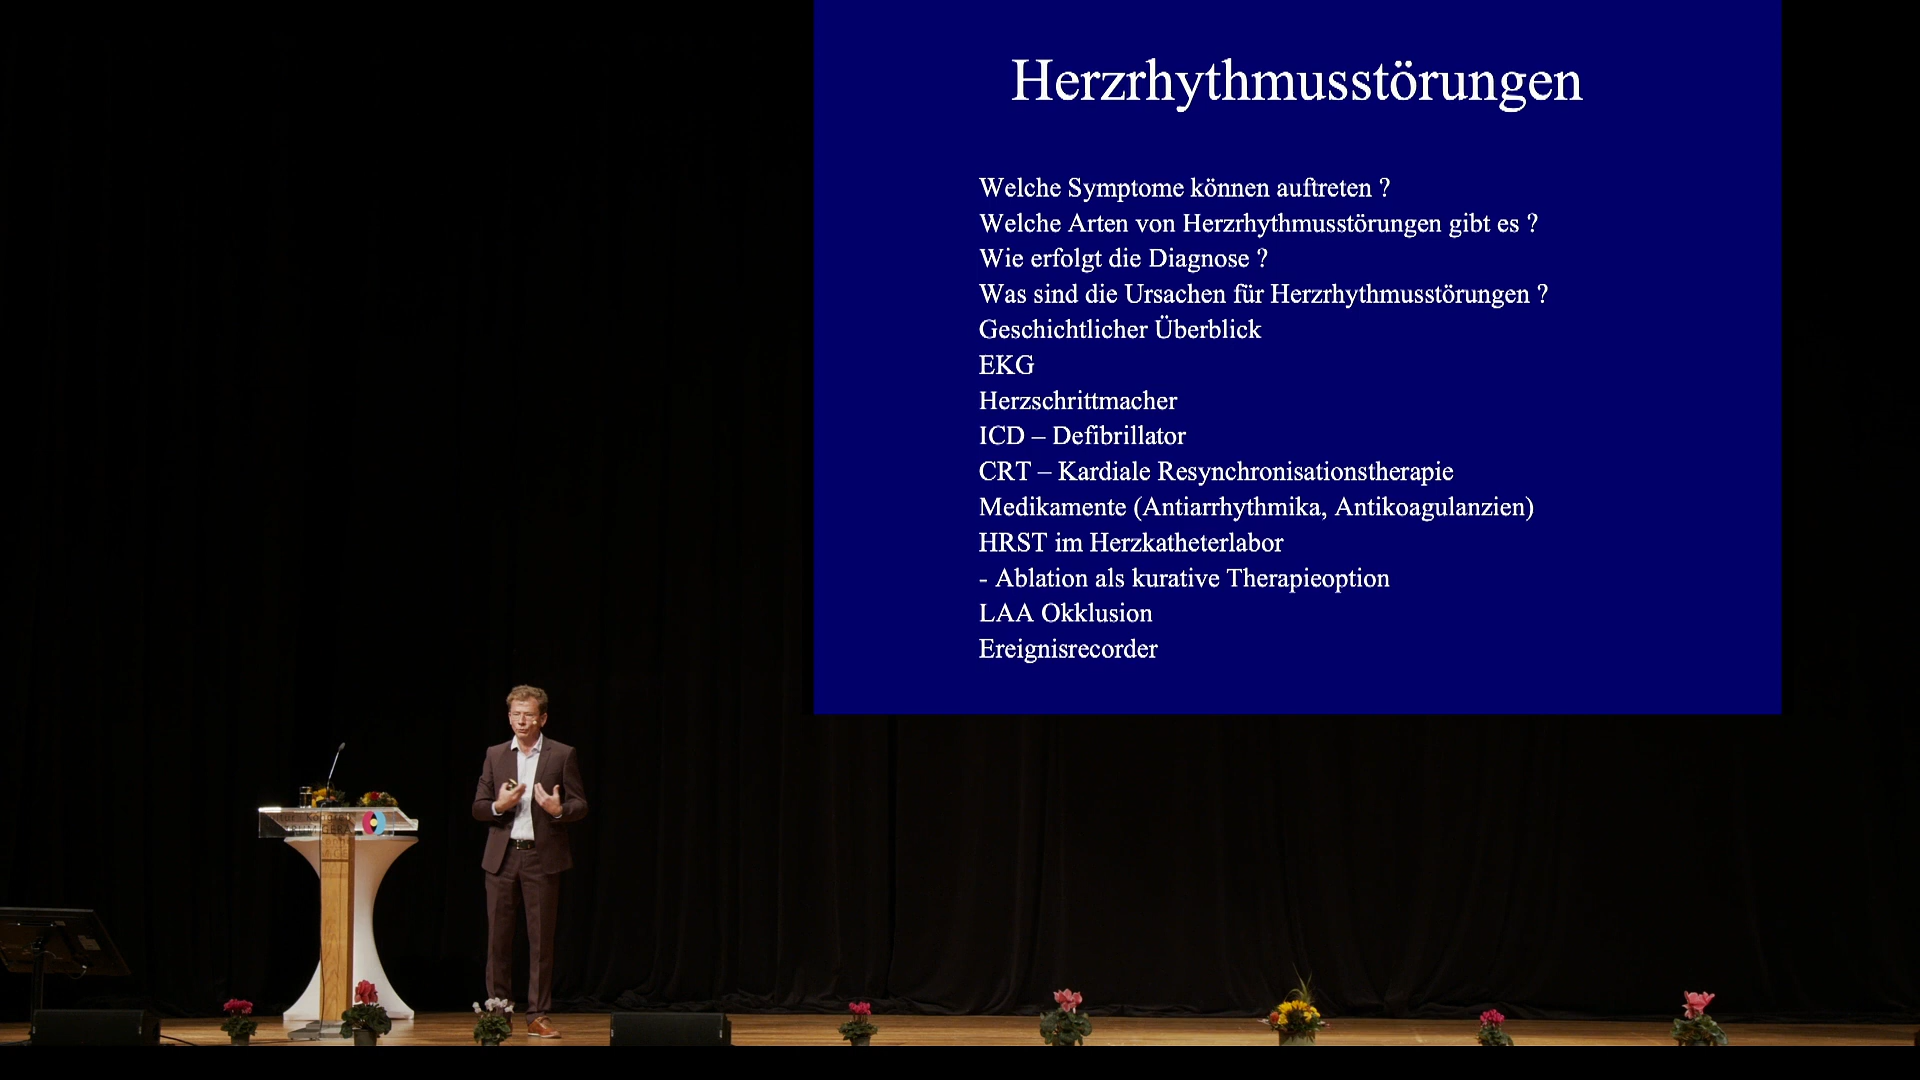 Herzrhythmusstörungen
Welche Symptome können auftreten ?
Welche Arten von Herzrhythmusstörungen gibt es ?
Wie erfolgt die Diagnose ?
Was sind die Ursachen für Herzrhythmusstörungen ?
Geschichtlicher Überblick
EKG
Herzschrittmacher
ICD – Defibrillator
CRT – Kardiale Resynchronisationstherapie
Medikamente (Antiarrhythmika, Antikoagulanzien)
HRST im Herzkatheterlabor
- Ablation als kurative Therapieoption
LAA Okklusion
Ereignisrecorder